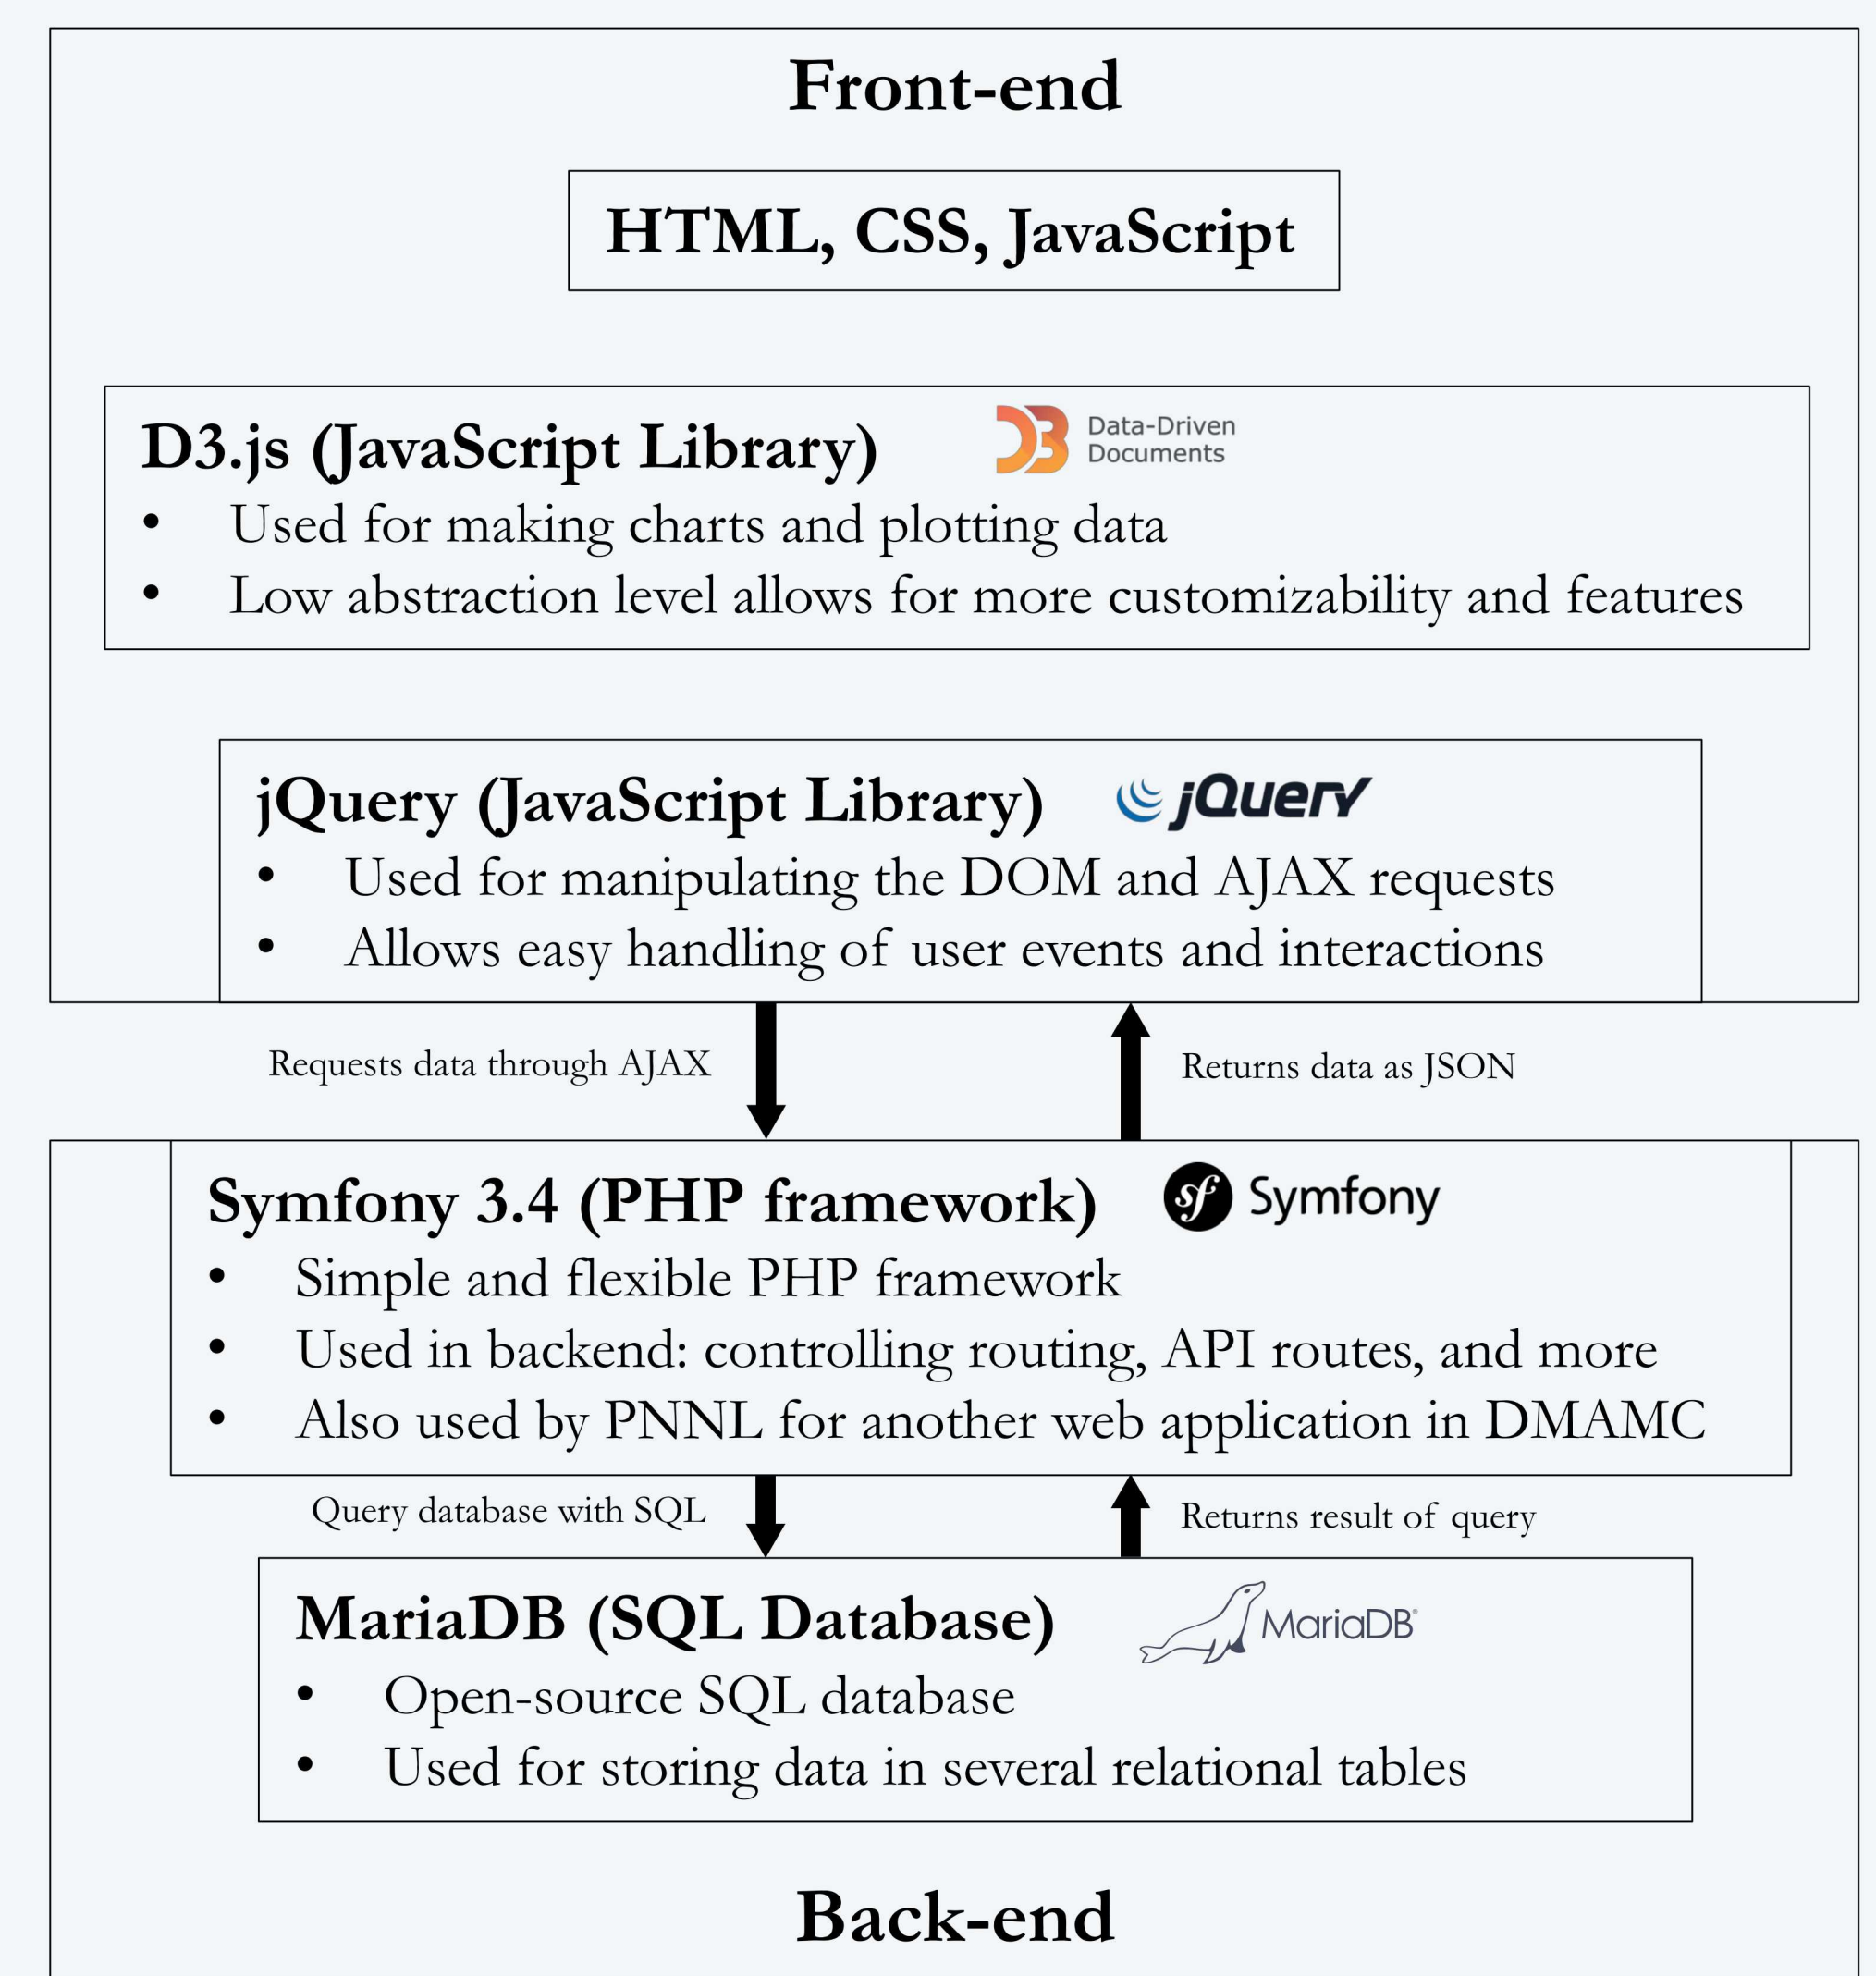 Front-end
HTML, CSS, JavaScript
D3.js (JavaScript Library)
D3 Data-Driven
Documents
• Used for making charts and plotting data
• Low abstraction level allows for more customizability and features
jQuery (JavaScript Library)
jQuery
• Used for manipulating the DOM and AJAX requests
• Allows easy handling of user events and interactions
Requests data through AJAX
Returns data as JSON
Symfony 3.4 (PHP framework)
sf Symfony
• Simple and flexible PHP framework
• Used in backend: controlling routing, API routes, and more
• Also used by PNNL for another web application in DMAMC
Query database with SQL
Returns result of query
MariaDB (SQL Database)
MariaDB®
• Open-source SQL database
• Used for storing data in several relational tables
Back-end